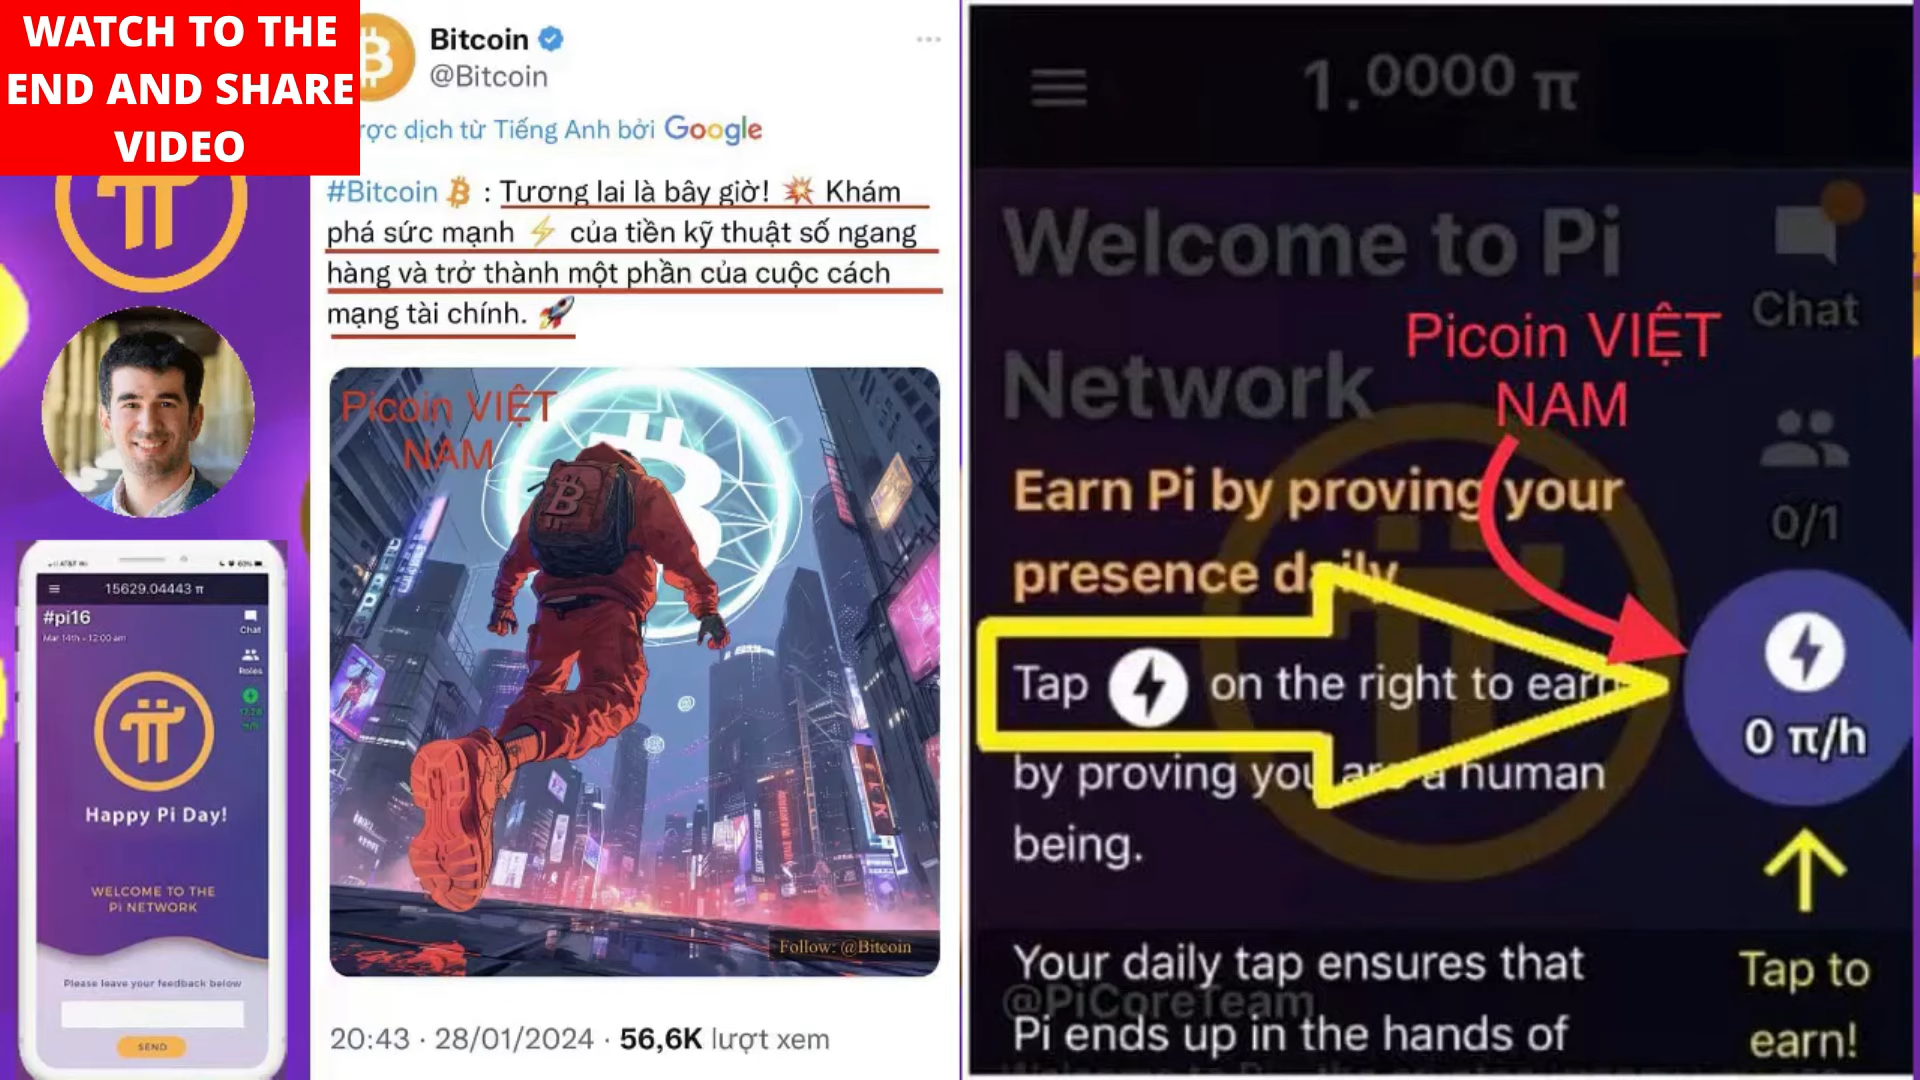 WATCH TO THE
END AND SHARE
VIDEO
15629.04443 π
#pi16
Mar 14th - 12:00 am
Chat
Roles
Happy Pi Day!
WELCOME TO THE
Pi NETWORK
Please leave your feedback below
SEND
Bitcoin
@Bitcoin
ược dịch từ Tiếng Anh bởi Google
#Bitcoin : Tương lai là bây giờ! 💥 Khám
phá sức mạnh ⚡ của tiền kỹ thuật số ngang
hàng và trở thành một phần của cuộc cách
mạng tài chính. 🚀
Picoin VIỆT
NAM
Follow: @Bitcoin
20:43 · 28/01/2024 · 56,6K lượt xem
1.0000 π
Welcome to Pi
Network
Chat
Picoin VIỆT
NAM
0/1
Earn Pi by proving your
presence daily
Tap on the right to earn
by proving you are a human
being.
0 π/h
Your daily tap ensures that
@PiCoreTeam
Pi ends up in the hands of
Tap to
earn!